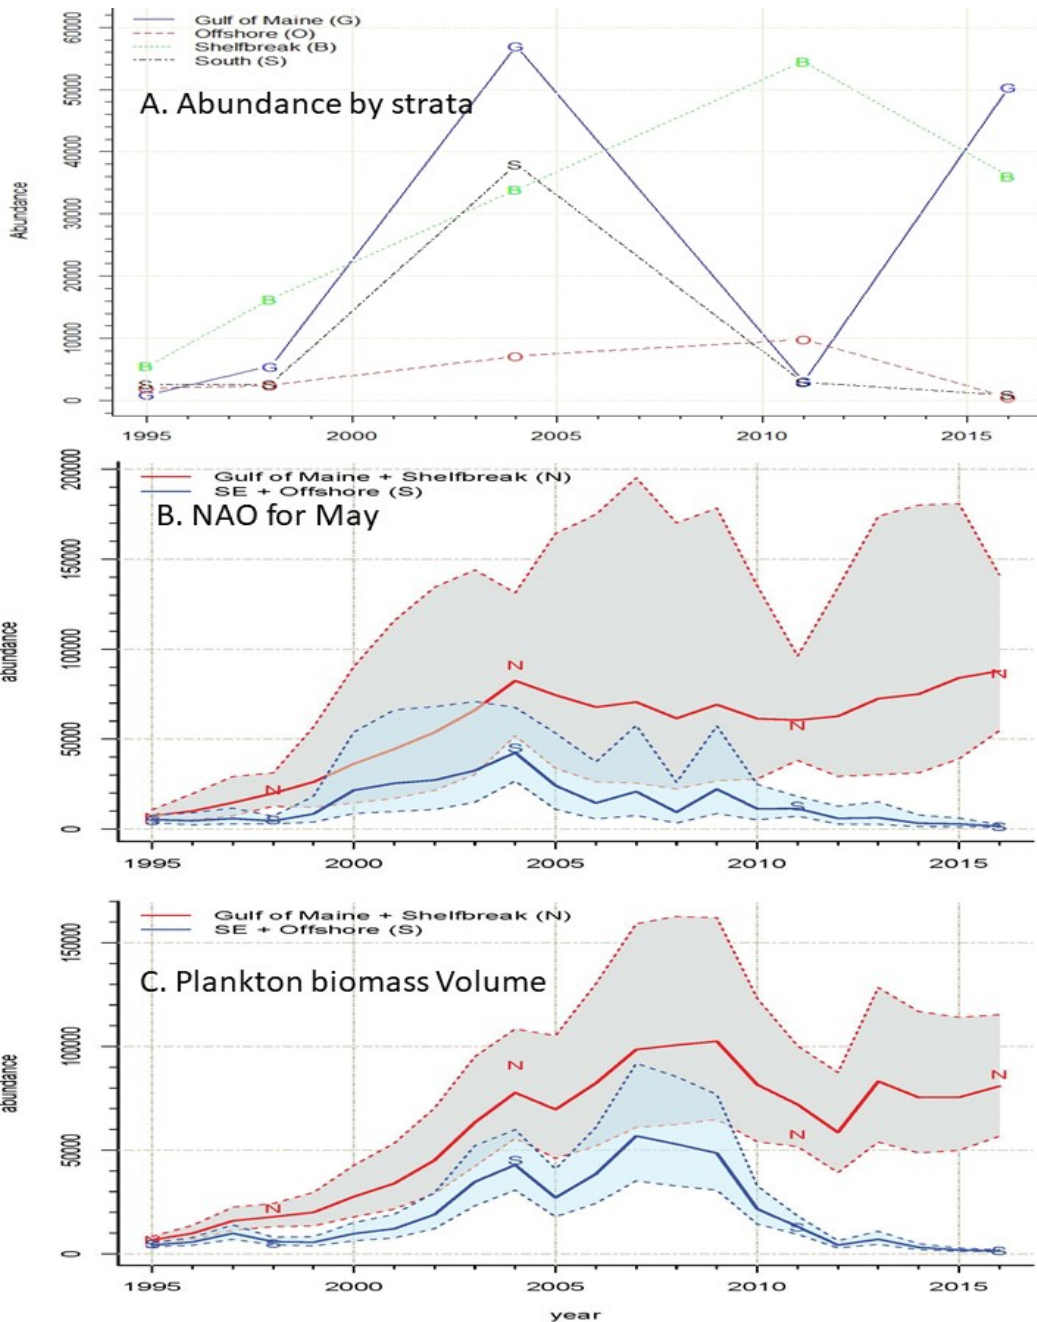 Gulf of Maine (G)
Offshore (O)
Shelfbreak (B)
South (S)
A. Abundance by strata
Abundance
60000
50000
40000
30000
20000
10000
0
G
O
B
S
G
O
B
S
G
O
B
S
G
O
B
S
G
O
B
S
1995 2000 2005 2010 2015
Gulf of Maine + Shelfbreak (N)
SE + Offshore (S)
B. NAO for May
abundance
200000
150000
100000
50000
0
N
S
N
S
N
S
N
S
N
S
1995 2000 2005 2010 2015
Gulf of Maine + Shelfbreak (N)
SE + Offshore (S)
C. Plankton biomass Volume
abundance
150000
100000
50000
0
N
S
N
S
N
S
N
S
N
S
1995 2000 2005 2010 2015
year